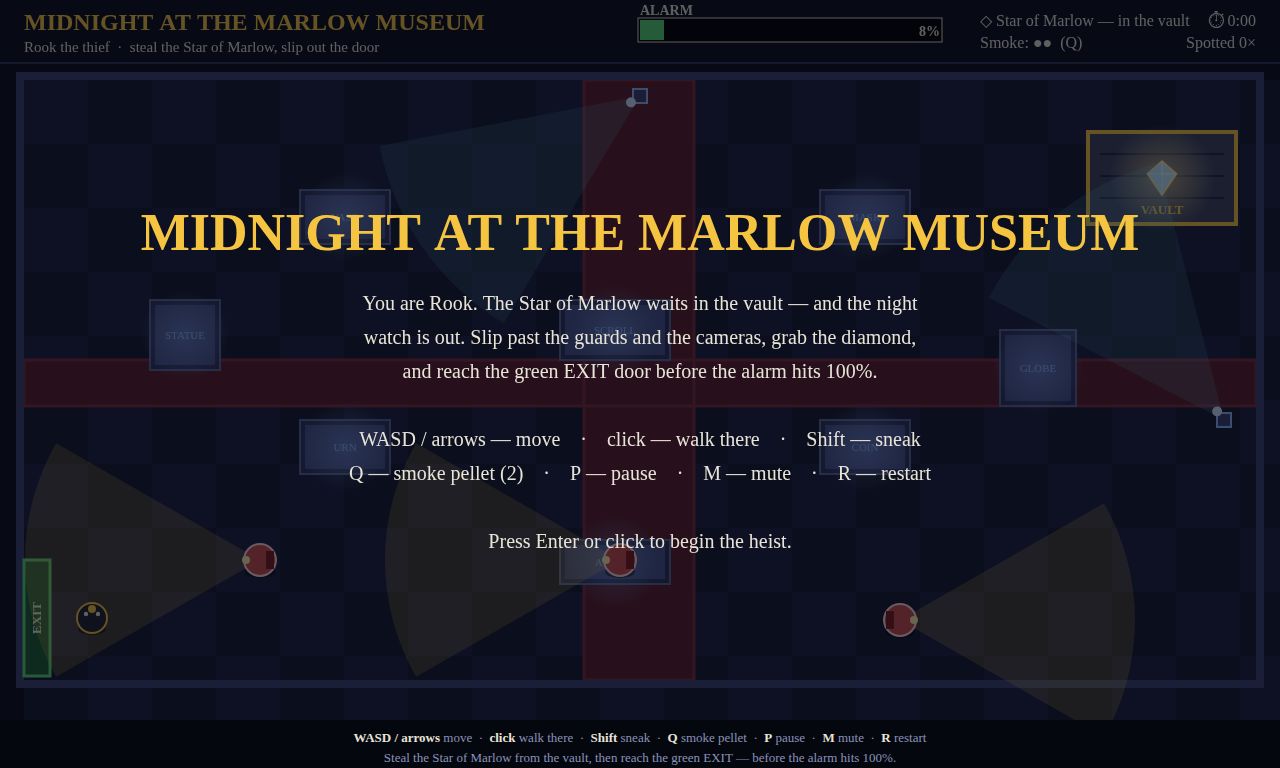 MIDNIGHT AT THE MARLOW MUSEUM
Rook the thief · steal the Star of Marlow, slip out the door
ALARM
8%
◇ Star of Marlow — in the vault ⏱ 0:00
Smoke: ●● (Q) Spotted 0×
VAULT
MIDNIGHT AT THE MARLOW MUSEUM
You are Rook. The Star of Marlow waits in the vault — and the night
watch is out. Slip past the guards and the cameras, grab the diamond,
and reach the green EXIT door before the alarm hits 100%.
STATUE
SCROLL
GLOBE
URN
COIN
WASD / arrows — move · click — walk there · Shift — sneak
Q — smoke pellet (2) · P — pause · M — mute · R — restart
Press Enter or click to begin the heist.
EXIT
WASD / arrows move · click walk there · Shift sneak · Q smoke pellet · P pause · M mute · R restart
Steal the Star of Marlow from the vault, then reach the green EXIT — before the alarm hits 100%.